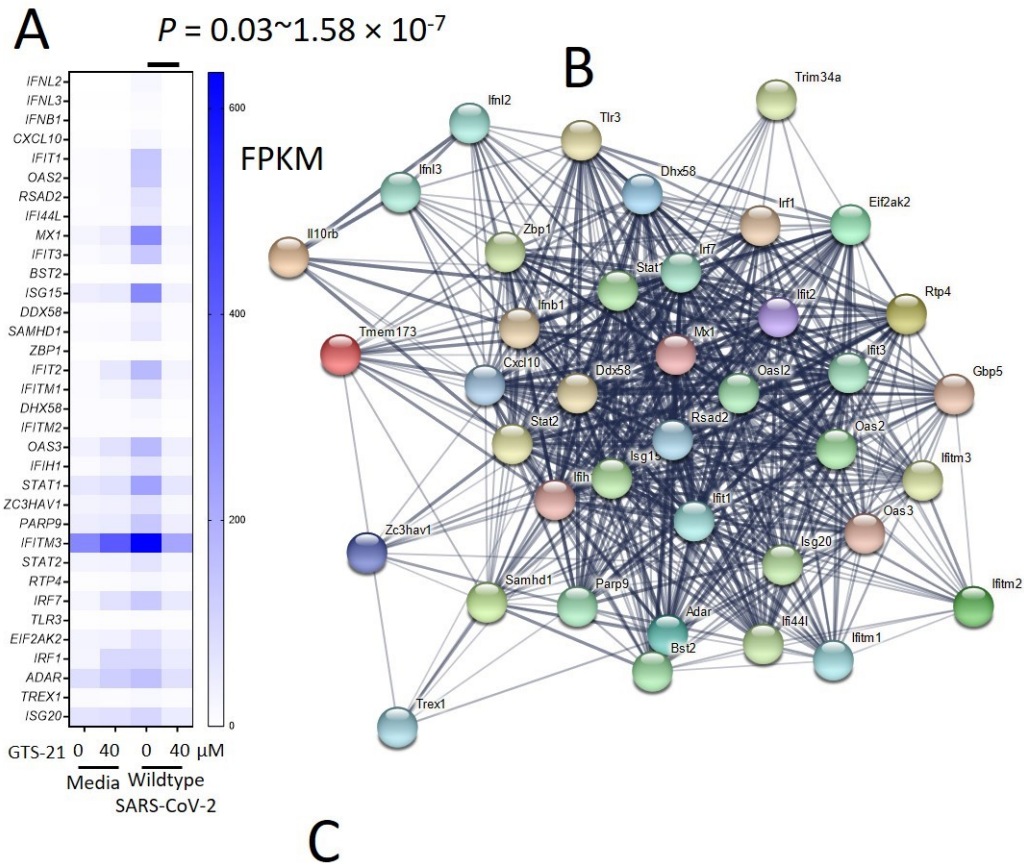 A
P = 0.03~1.58 × 10-7
B
FPKM
IFNL2
IFNL3
IFNB1
CXCL10
IFIT1
OAS2
RSAD2
IFI44L
MX1
IFIT3
BST2
ISG15
DDX58
SAMHD1
ZBP1
IFIT2
IFITM1
DHX58
IFITM2
OAS3
IFIH1
STAT1
ZC3HAV1
PARP9
IFITM3
STAT2
RTP4
IRF7
TLR3
EIF2AK2
IRF1
ADAR
TREX1
ISG20
600
400
200
0
GTS-21 0 40 0 40 μM
Media Wildtype
SARS-CoV-2
Trim34a
Ifnl2
Tlr3
Ifnl3
Dhx58
Irf1
Eif2ak2
Il10rb
Zbp1
Irf7
Stat1
Ifit2
Rtp4
Ifnb1
Tmem173
Mx1
Ifit3
Cxcl10
Ddx58
Oasl2
Gbp5
Stat2
Rsad2
Oas2
Isg15
Ifitm3
Ifih
Ifit1
Oas3
Zc3hav1
Isg20
Samhd1
Parp9
Ifitm2
Adar
Ifi44l
Ifitm1
Bst2
Trex1
C